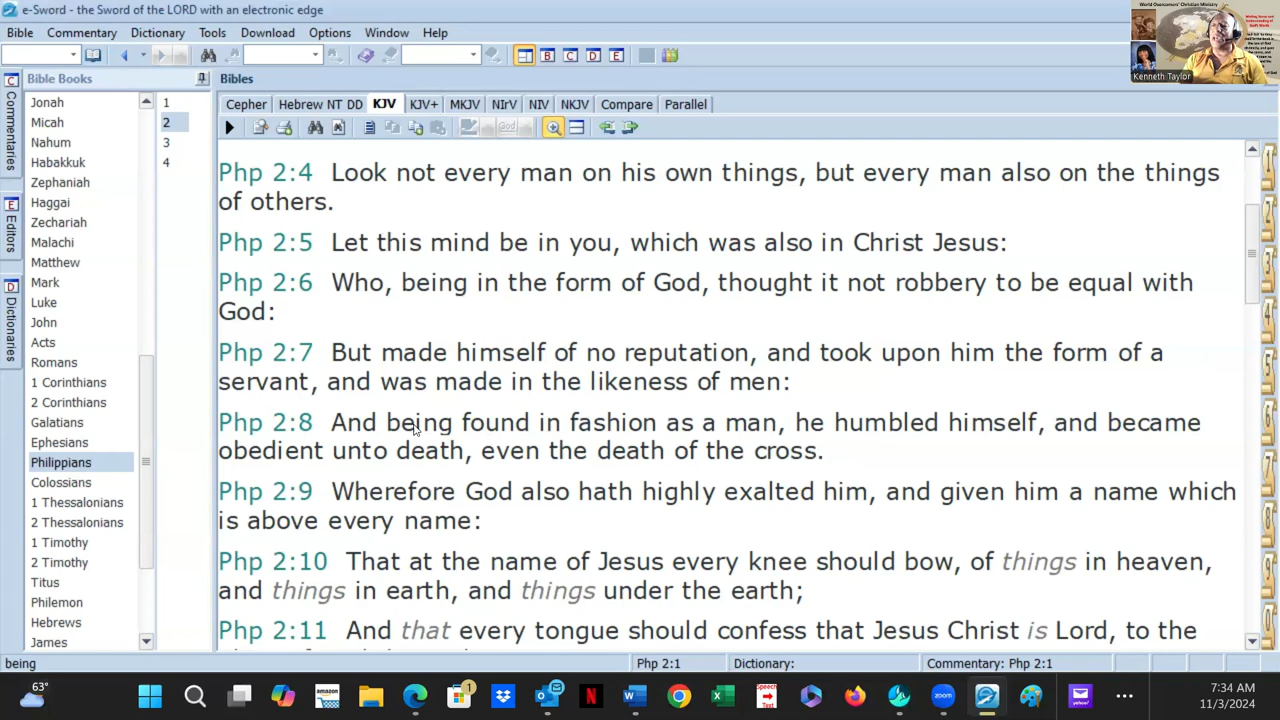 e-Sword - the Sword of the LORD with an electronic edge
World Overcomers' Christian Ministry
Kenneth Taylor
Bible Commentary Dictionary Tools Download Options Window Help
Bible Books
Bibles
Cepher Hebrew NT DD KJV KJV+ MKJV NIrV NIV NKJV Compare Parallel
Commentaries
Editors
Dictionaries
Jonah 1
Micah 2
Nahum 3
Habakkuk 4
Zephaniah
Haggai
Zechariah
Malachi
Matthew
Mark
Luke
John
Acts
Romans
1 Corinthians
2 Corinthians
Galatians
Ephesians
Philippians
Colossians
1 Thessalonians
2 Thessalonians
1 Timothy
2 Timothy
Titus
Philemon
Hebrews
James
Php 2:4 Look not every man on his own things, but every man also on the things
of others.
Php 2:5 Let this mind be in you, which was also in Christ Jesus:
Php 2:6 Who, being in the form of God, thought it not robbery to be equal with
God:
Php 2:7 But made himself of no reputation, and took upon him the form of a
servant, and was made in the likeness of men:
Php 2:8 And being found in fashion as a man, he humbled himself, and became
obedient unto death, even the death of the cross.
Php 2:9 Wherefore God also hath highly exalted him, and given him a name which
is above every name:
Php 2:10 That at the name of Jesus every knee should bow, of things in heaven,
and things in earth, and things under the earth;
Php 2:11 And that every tongue should confess that Jesus Christ is Lord, to the
being Php 2:1 Dictionary: Commentary: Php 2:1
63° amazon Speech to Text yahoo! 7:34 AM
11/3/2024